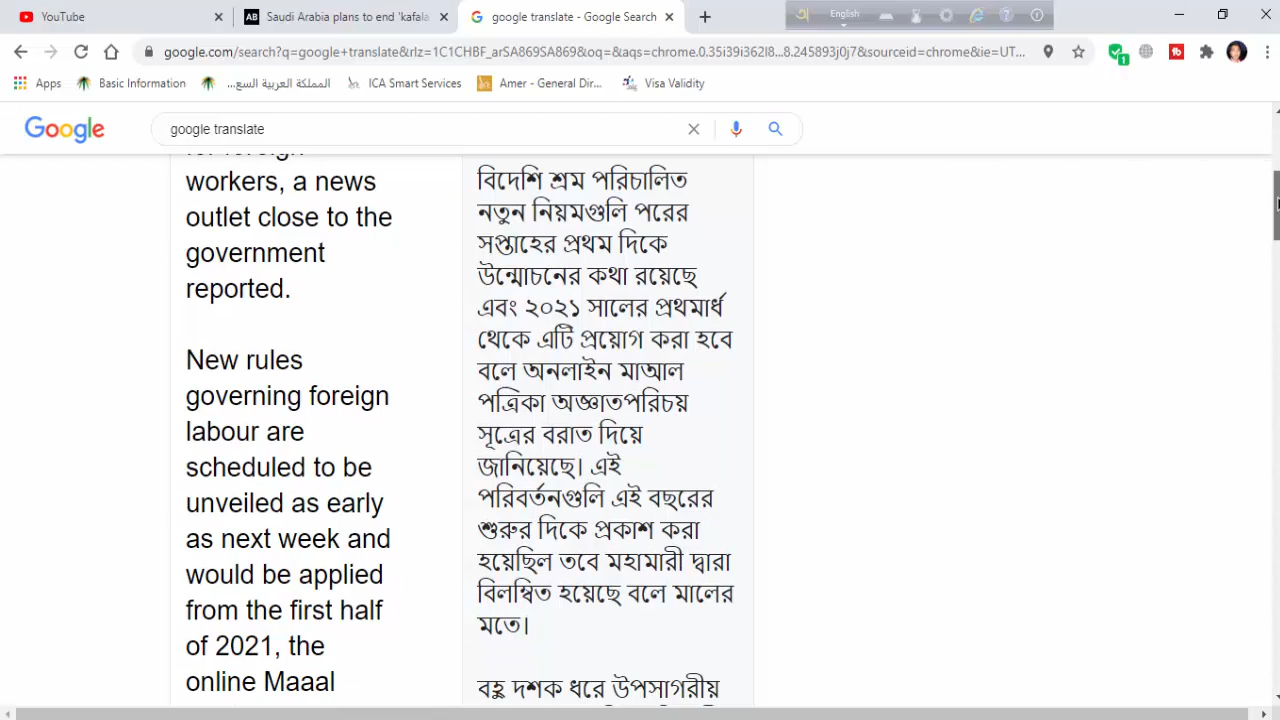 YouTube
AB Saudi Arabia plans to end 'kafala
google translate - Google Search
English
google.com/search?q=google+translate&rlz=1C1CHBF_arSA869SA869&oq=&aqs=chrome.0.35i39i362l8...8.245893j0j7&sourceid=chrome&ie=UT...
1
Apps
Basic Information
المملكة العربية السع...
ICA Smart Services
Amer - General Dir...
Visa Validity
Google
google translate
for foreign
workers, a news
outlet close to the
government
reported.
New rules
governing foreign
labour are
scheduled to be
unveiled as early
as next week and
would be applied
from the first half
of 2021, the
online Maaal
বিদেশি শ্রম পরিচালিত
নতুন নিয়মগুলি পরের
সপ্তাহের প্রথম দিকে
উন্মোচনের কথা রয়েছে
এবং ২০২১ সালের প্রথমার্ধ
থেকে এটি প্রয়োগ করা হবে
বলে অনলাইন মাআল
পত্রিকা অজ্ঞাতপরিচয়
সূত্রের বরাত দিয়ে
জানিয়েছে। এই
পরিবর্তনগুলি এই বছরের
শুরুর দিকে প্রকাশ করা
হয়েছিল তবে মহামারী দ্বারা
বিলম্বিত হয়েছে বলে মালের
মতে।
বহু দশক ধরে উপসাগরীয়